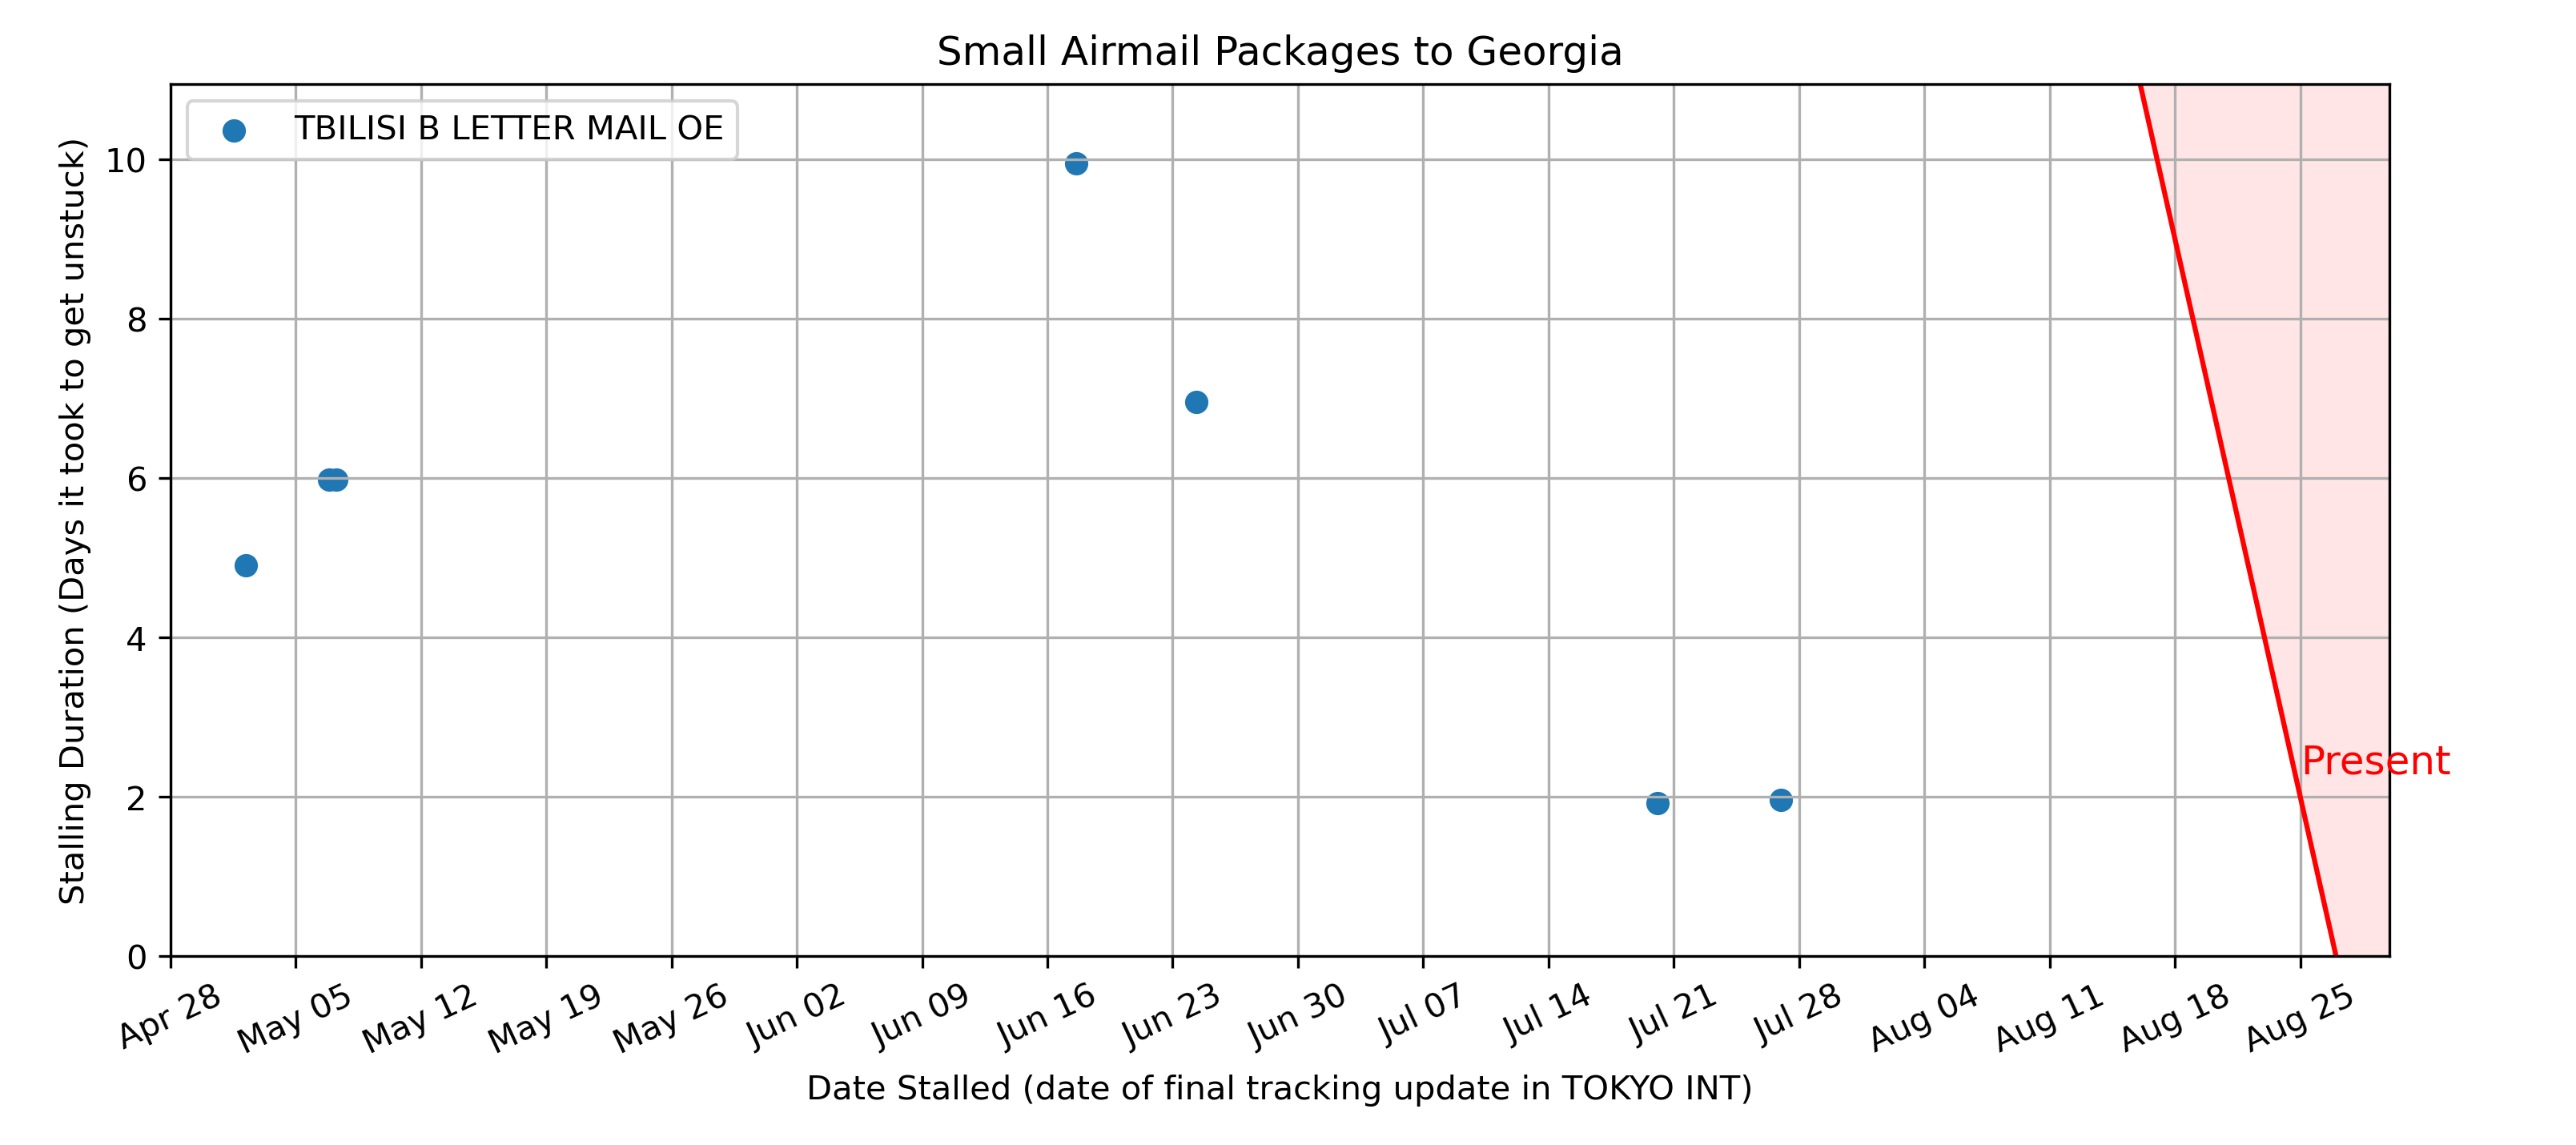 Small Airmail Packages to Georgia
TBILISI B LETTER MAIL OE
Stalling Duration (Days it took to get unstuck)
10
8
6
4
2
0
Present
Apr 28
May 05
May 12
May 19
May 26
Jun 02
Jun 09
Jun 16
Jun 23
Jun 30
Jul 07
Jul 14
Jul 21
Jul 28
Aug 04
Aug 11
Aug 18
Aug 25
Date Stalled (date of final tracking update in TOKYO INT)